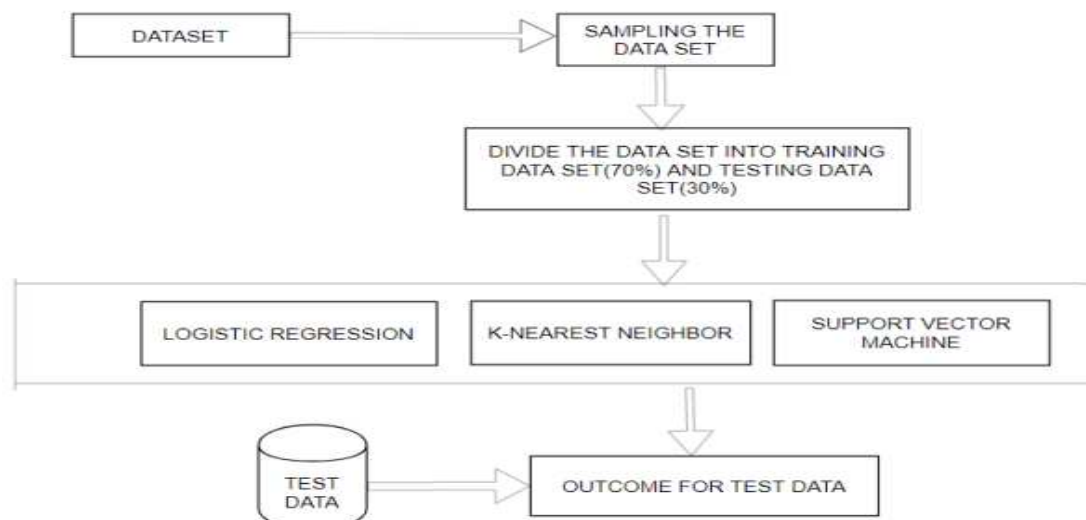 DATASET
SAMPLING THE
DATA SET
DIVIDE THE DATA SET INTO TRAINING
DATA SET(70%) AND TESTING DATA
SET(30%)
LOGISTIC REGRESSION
K-NEAREST NEIGHBOR
SUPPORT VECTOR
MACHINE
TEST
DATA
OUTCOME FOR TEST DATA